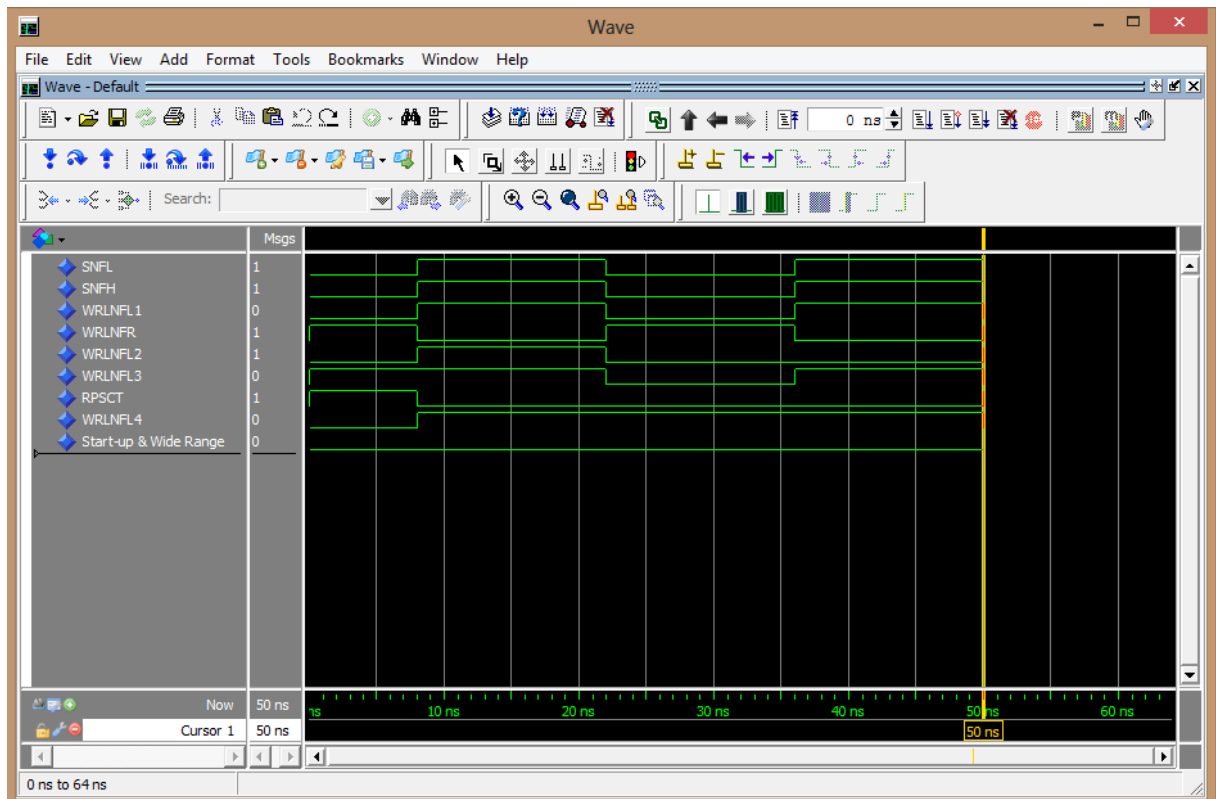 Wave
File Edit View Add Format Tools Bookmarks Window Help
Wave - Default
0 ns
Search:
Msgs
SNFL 1
SNFH 1
WRLNFL1 0
WRLNFR 1
WRLNFL2 1
WRLNFL3 0
RPSCT 1
WRLNFL4 0
Start-up & Wide Range 0
Now 50 ns
ns 10 ns 20 ns 30 ns 40 ns 50 ns 60 ns
Cursor 1 50 ns
50 ns
0 ns to 64 ns